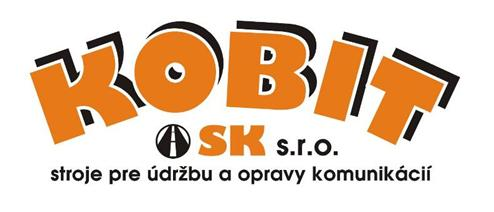 KOBIT
SK s.r.o.
stroje pre údržbu a opravy komunikácií